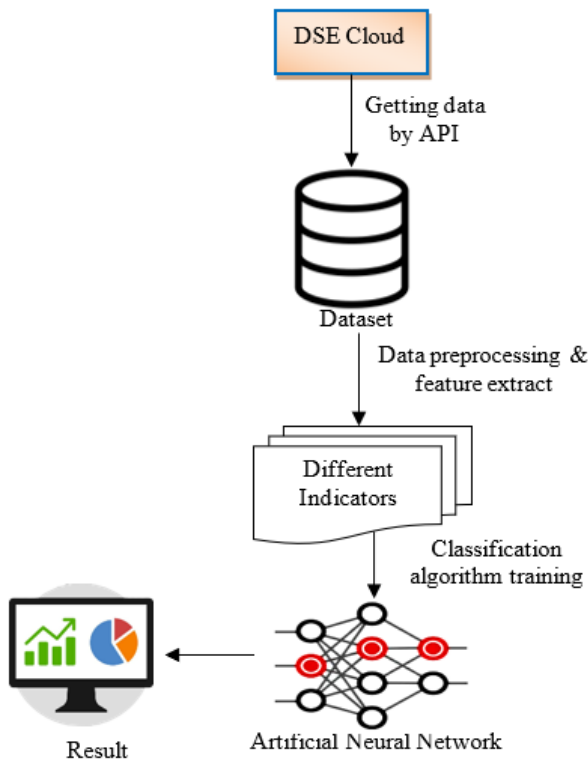 DSE Cloud
Getting data
by API
Dataset
Data preprocessing &
feature extract
Different
Indicators
Classification
algorithm training
Artificial Neural Network
Result